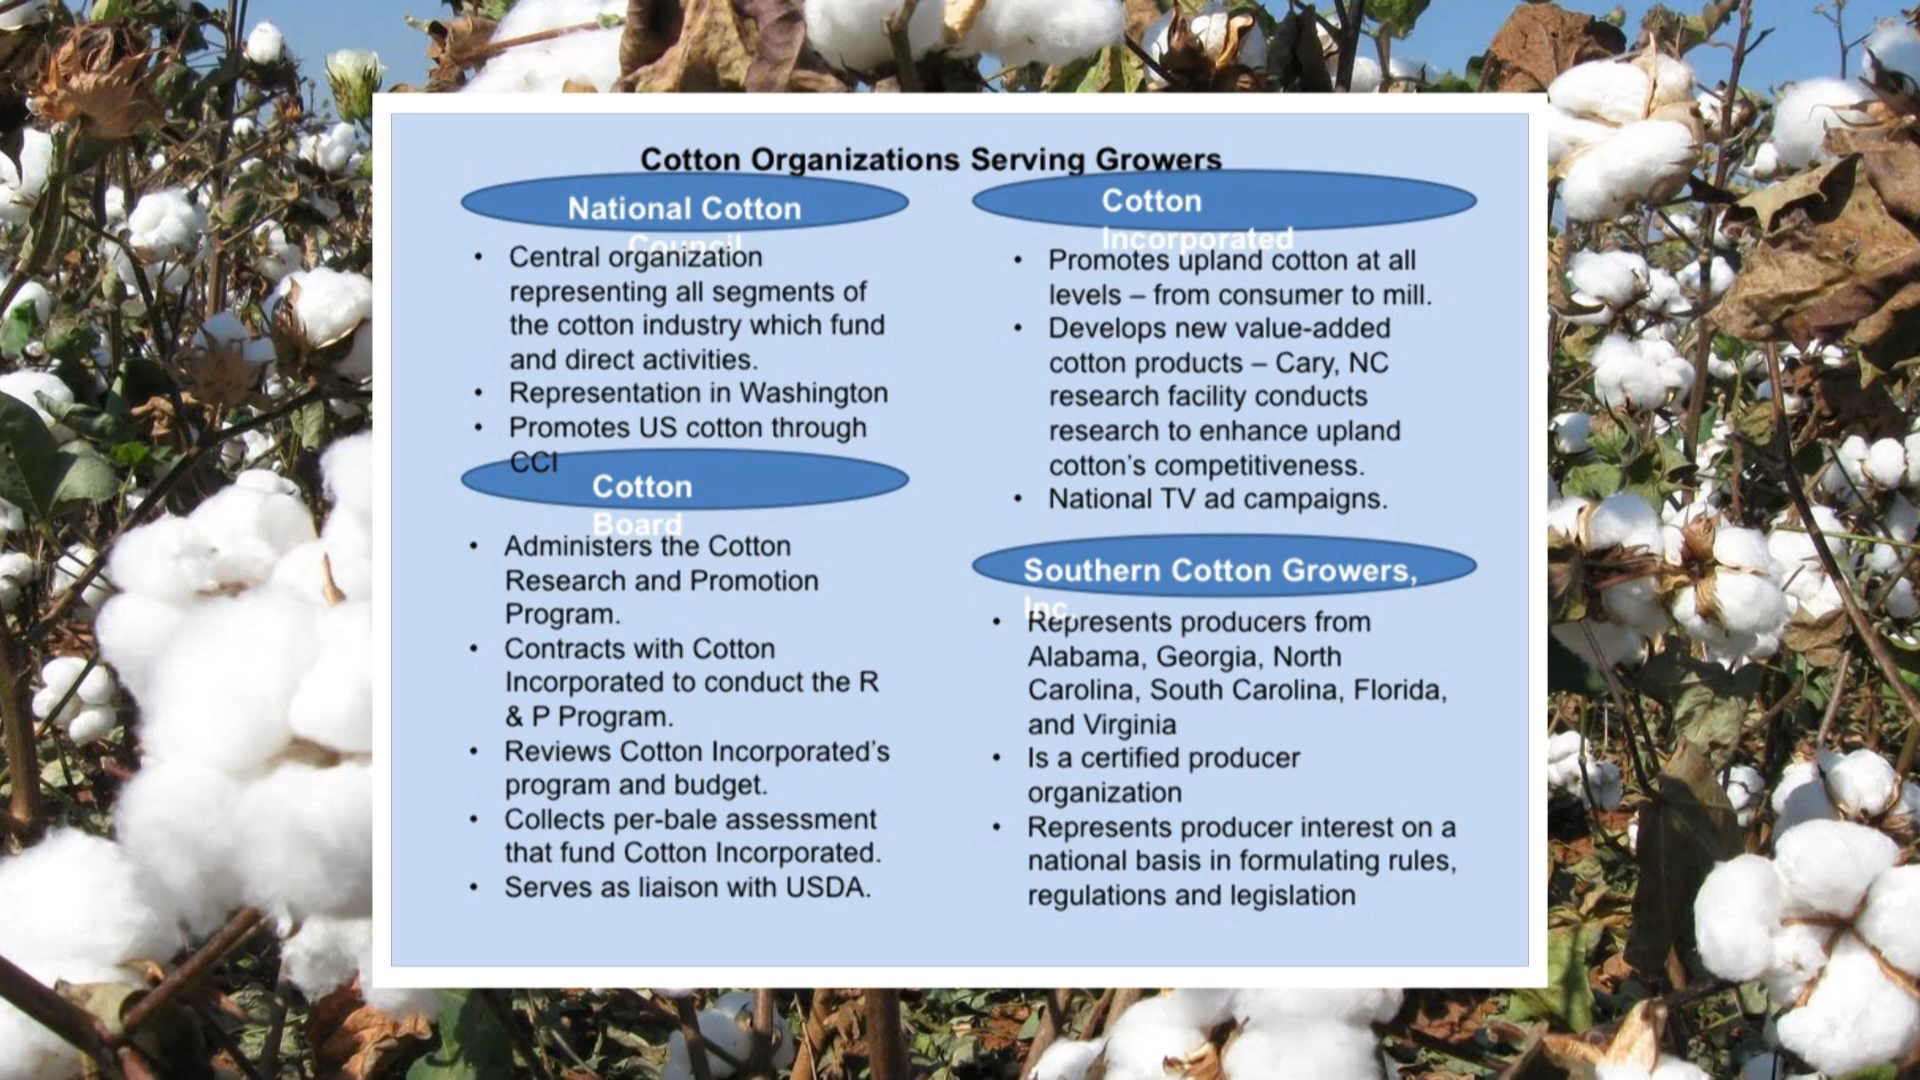 Cotton Organizations Serving Growers
National Cotton
Council
• Central organization
representing all segments of
the cotton industry which fund
and direct activities.
• Representation in Washington
• Promotes US cotton through
CCI
Cotton
Board
• Administers the Cotton
Research and Promotion
Program.
• Contracts with Cotton
Incorporated to conduct the R
& P Program.
• Reviews Cotton Incorporated's
program and budget.
• Collects per-bale assessment
that fund Cotton Incorporated.
• Serves as liaison with USDA.
Cotton
Incorporated
• Promotes upland cotton at all
levels – from consumer to mill.
• Develops new value-added
cotton products – Cary, NC
research facility conducts
research to enhance upland
cotton's competitiveness.
• National TV ad campaigns.
Southern Cotton Growers,
Inc.
• Represents producers from
Alabama, Georgia, North
Carolina, South Carolina, Florida,
and Virginia
• Is a certified producer
organization
• Represents producer interest on a
national basis in formulating rules,
regulations and legislation